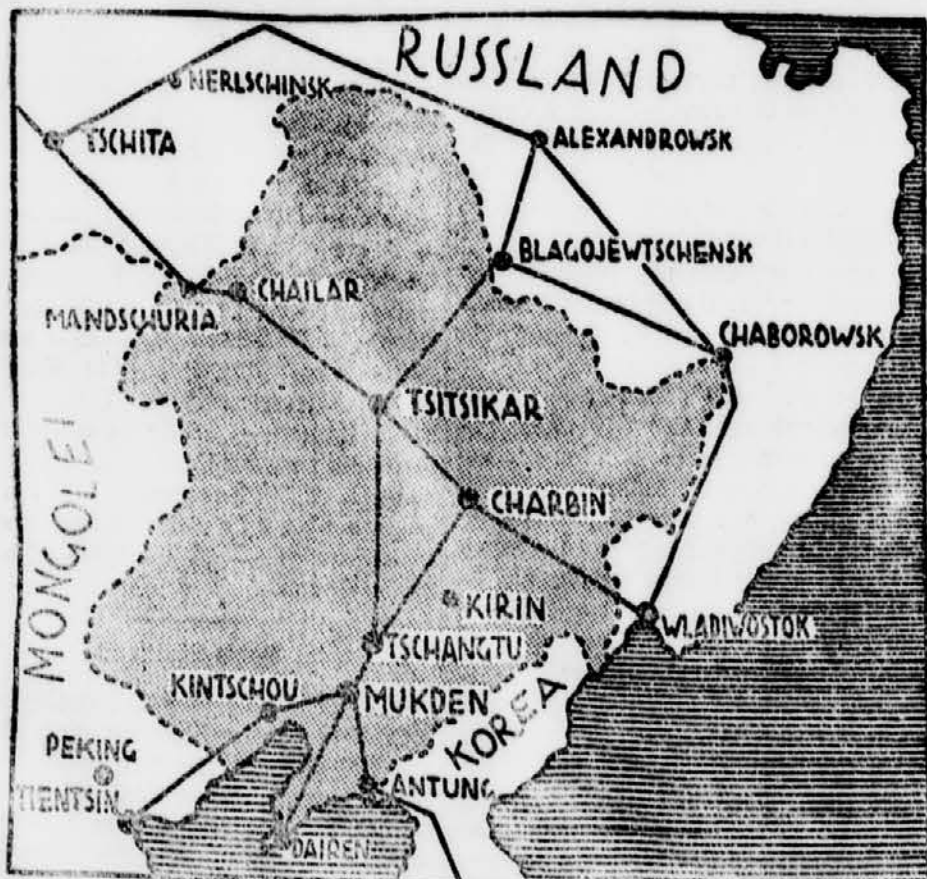 RUSSLAND
NERLSCHINSK
TSCHITA
ALEXANDROWSK
BLAGOJEWTSCHENSK
CHAILAR
MANDSCHURIA
CHABOROWSK
TSITSIKAR
MONGOLEI
CHARBIN
KIRIN
WLADIWOSTOK
TSCHANGTU
KINTSCHOU
MUKDEN
KOREA
PEKING
TIENTSIN
ANTUNG
DAIREN